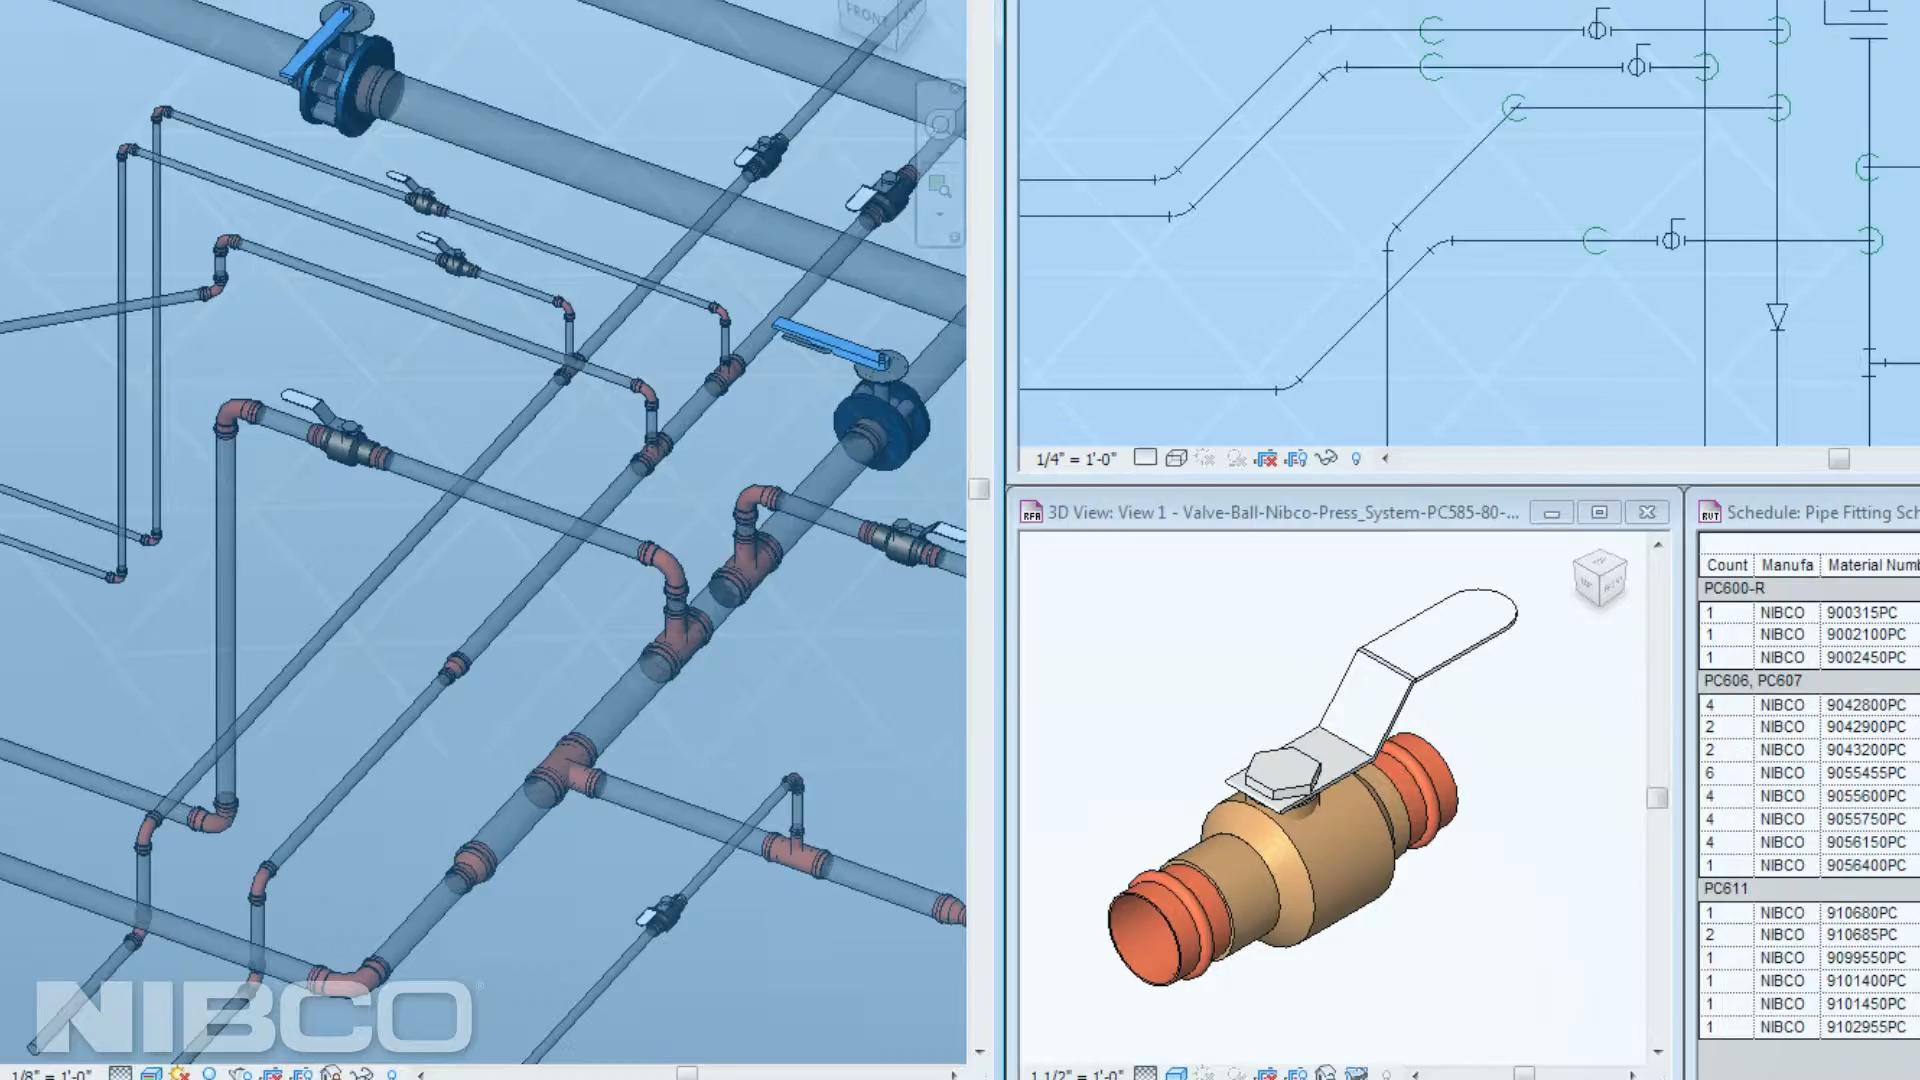 FRONT
NIBCO
1/8" = 1'-0"
1/4" = 1'-0"
3D View: View 1 - Valve-Ball-Nibco-Press_System-PC585-80-...
1 1/2" = 1'-0"
Schedule: Pipe Fitting Sch
Count Manufa Material Numb
PC600-R
1 NIBCO 900315PC
1 NIBCO 9002100PC
1 NIBCO 9002450PC
PC606, PC607
4 NIBCO 9042800PC
2 NIBCO 9042900PC
2 NIBCO 9043200PC
6 NIBCO 9055455PC
4 NIBCO 9055600PC
4 NIBCO 9055750PC
4 NIBCO 9056150PC
1 NIBCO 9056400PC
PC611
1 NIBCO 910680PC
2 NIBCO 910685PC
1 NIBCO 9099550PC
1 NIBCO 9101400PC
1 NIBCO 9101450PC
1 NIBCO 9102955PC